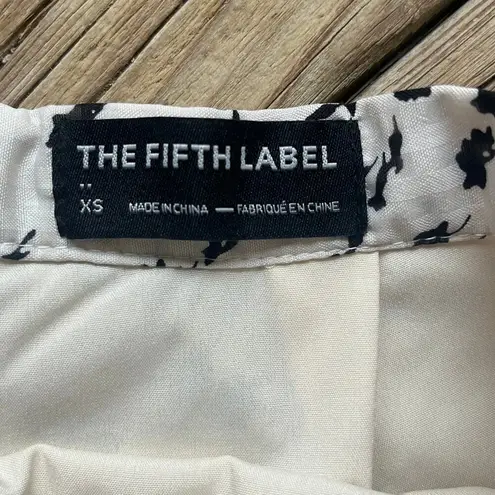 THE FIFTH LABEL
XS MADE IN CHINA — FABRIQUÉ EN CHINE